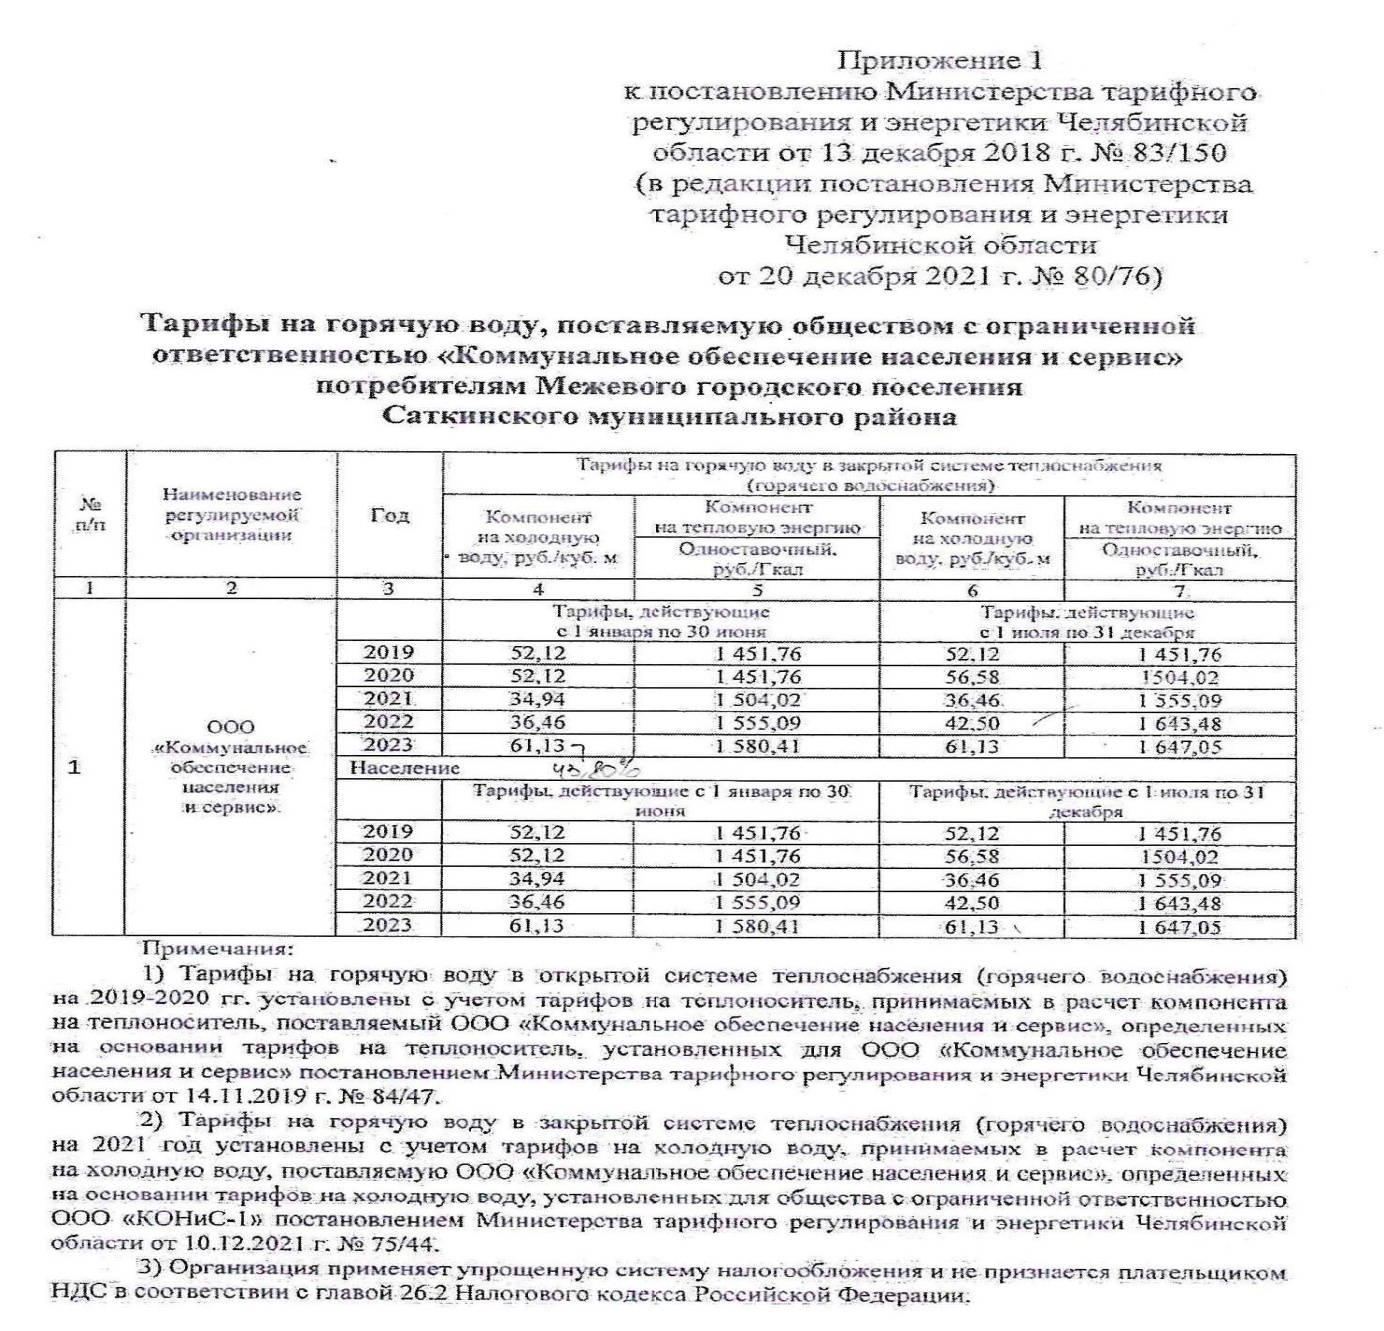 Приложение 1
к постановлению Министерства тарифного
регулирования и энергетики Челябинской
области от 13 декабря 2018 г. № 83/150
(в редакции постановления Министерства
тарифного регулирования и энергетики
Челябинской области
от 20 декабря 2021 г. № 80/76)
Тарифы на горячую воду, поставляемую обществом с ограниченной
ответственностью «Коммунальное обеспечение населения и сервис»
потребителям Межевого городского поселения
Саткинского муниципального района
№ п/п
Наименование регулируемой организации
Год
Тарифы на горячую воду в закрытой системе теплоснабжения
(горячего водоснабжения)
Компонент на холодную воду, руб./куб. м
Компонент на тепловую энергию
Одноставочный, руб./Гкал
Компонент на холодную воду, руб./куб. м
Компонент на тепловую энергию
Одноставочный, руб./Гкал
1 2 3 4 5 6 7
1
ООО
«Коммунальное
обеспечение
населения
и сервис».
Тарифы, действующие
с 1 января по 30 июня
Тарифы, действующие
с 1 июля по 31 декабря
2019 52,12 1 451,76 52,12 1 451,76
2020 52,12 1 451,76 56,58 1504,02
2021 34,94 1 504,02 36,46 1 555,09
2022 36,46 1 555,09 42,50 1 643,48
2023 61,13 1 580,41 61,13 1 647,05
Население 43,80%
Тарифы, действующие с 1 января по 30
июня
Тарифы, действующие с 1 июля по 31
декабря
2019 52,12 1 451,76 52,12 1 451,76
2020 52,12 1 451,76 56,58 1504,02
2021 34,94 1 504,02 36,46 1 555,09
2022 36,46 1 555,09 42,50 1 643,48
2023 61,13 1 580,41 61,13 1 647,05
Примечания:
1) Тарифы на горячую воду в открытой системе теплоснабжения (горячего водоснабжения)
на 2019-2020 гг. установлены с учетом тарифов на теплоноситель, принимаемых в расчет компонента
на теплоноситель, поставляемый ООО «Коммунальное обеспечение населения и сервис», определенных
на основании тарифов на теплоноситель, установленных для ООО «Коммунальное обеспечение
населения и сервис» постановлением Министерства тарифного регулирования и энергетики Челябинской
области от 14.11.2019 г. № 84/47.
2) Тарифы на горячую воду в закрытой системе теплоснабжения (горячего водоснабжения)
на 2021 год установлены с учетом тарифов на холодную воду, принимаемых в расчет компонента
на холодную воду, поставляемую ООО «Коммунальное обеспечение населения и сервис», определенных
на основании тарифов на холодную воду, установленных для общества с ограниченной ответственностью
ООО «КОНиС-1» постановлением Министерства тарифного регулирования и энергетики Челябинской
области от 10.12.2021 г. № 75/44.
3) Организация применяет упрощенную систему налогообложения и не признается плательщиком
НДС в соответствии с главой 26.2 Налогового кодекса Российской Федерации.